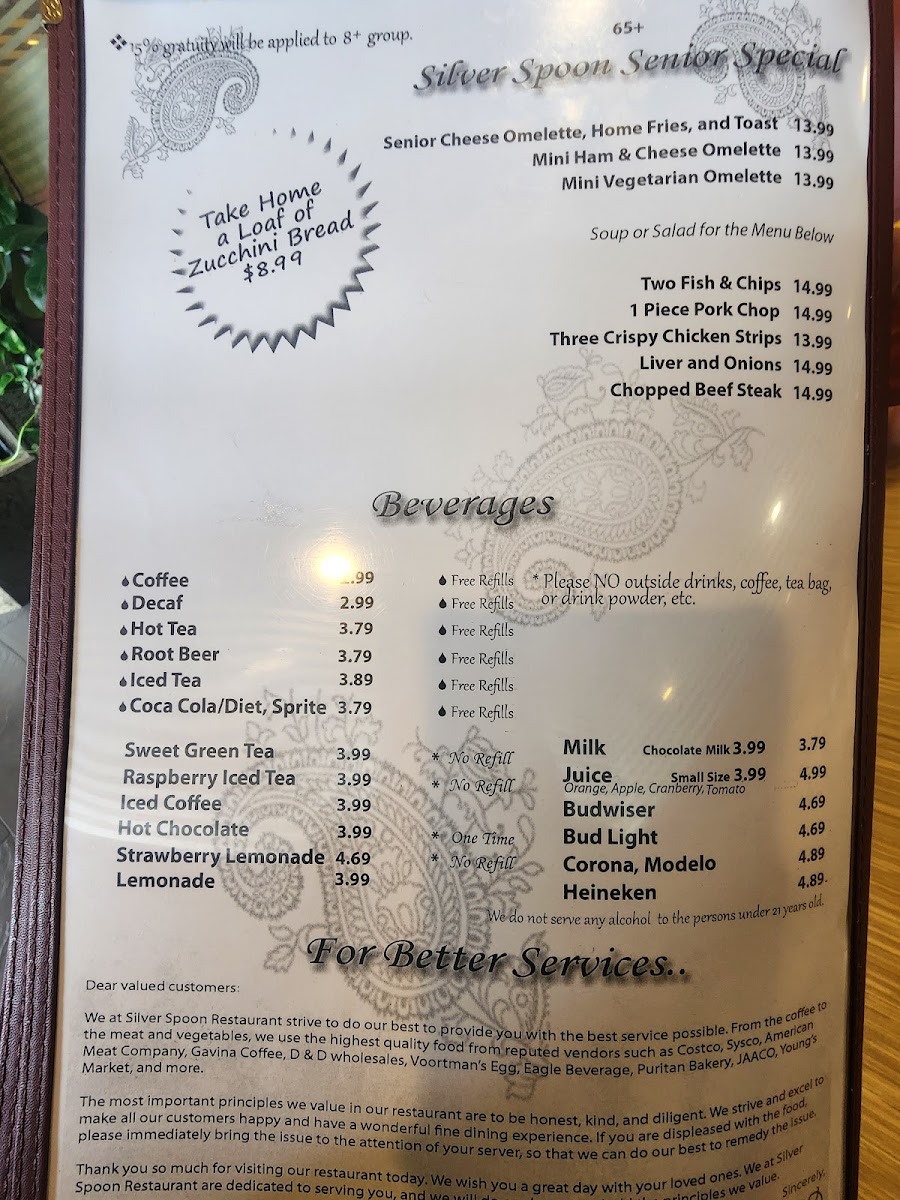 ❖ 15% gratuity will be applied to 8+ group.
65+
Silver Spoon Senior Special
Senior Cheese Omelette, Home Fries, and Toast 13.99
Mini Ham & Cheese Omelette 13.99
Mini Vegetarian Omelette 13.99
Take Home
a Loaf of
Zucchini Bread
$8.99
Soup or Salad for the Menu Below
Two Fish & Chips 14.99
1 Piece Pork Chop 14.99
Three Crispy Chicken Strips 13.99
Liver and Onions 14.99
Chopped Beef Steak 14.99
Beverages
Coffee .99 Free Refills
Decaf 2.99 Free Refills
Hot Tea 3.79 Free Refills
Root Beer 3.79 Free Refills
Iced Tea 3.89 Free Refills
Coca Cola/Diet, Sprite 3.79 Free Refills
* Please NO outside drinks, coffee, tea bag,
or drink powder, etc.
Sweet Green Tea 3.99 * No Refill
Raspberry Iced Tea 3.99 * No Refill
Iced Coffee 3.99
Hot Chocolate 3.99 * One Time
Strawberry Lemonade 4.69 * No Refill
Lemonade 3.99
Milk Chocolate Milk 3.99 3.79
Juice Small Size 3.99 4.99
Orange, Apple, Cranberry, Tomato
Budwiser 4.69
Bud Light 4.69
Corona, Modelo 4.89
Heineken 4.89
We do not serve any alcohol to the persons under 21 years old.
For Better Services..
Dear valued customers:
We at Silver Spoon Restaurant strive to do our best to provide you with the best service possible. From the coffee to
the meat and vegetables, we use the highest quality food from reputed vendors such as Costco, Sysco, American
Meat Company, Gavina Coffee, D & D wholesales, Voortman's Egg, Eagle Beverage, Puritan Bakery, JAACO, Young's
Market, and more.
The most important principles we value in our restaurant are to be honest, kind, and diligent. We strive and excel to
make all our customers happy and have a wonderful fine dining experience. If you are displeased with the food,
please immediately bring the issue to the attention of your server, so that we can do our best to remedy the issue.
Thank you so much for visiting our restaurant today. We wish you a great day with your loved ones. We at Silver
Spoon Restaurant are dedicated to serving you, and we will principles we value.
Sincerely,